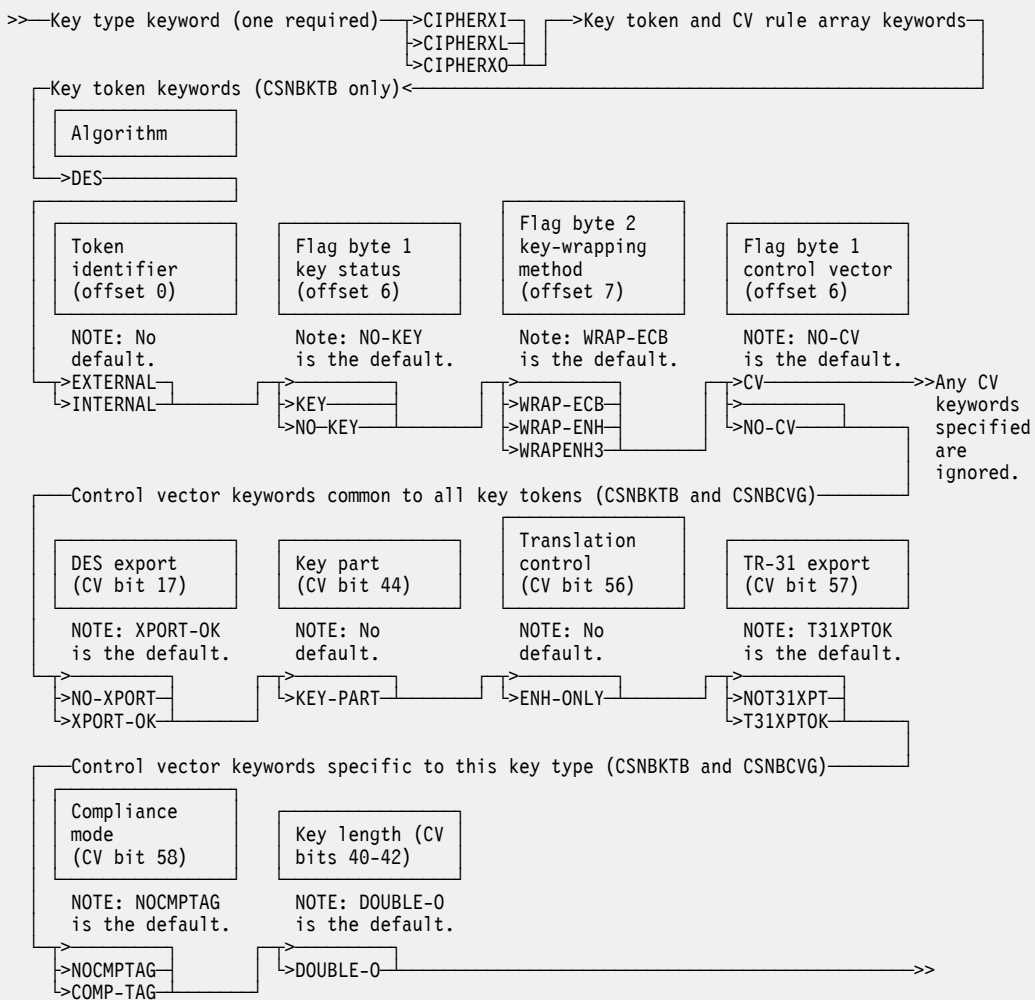 >>—Key type keyword (one required)—>CIPHERXI >Key token and CV rule array keywords
>CIPHERXL
>CIPHERXO
Key token keywords (CSNBKTB only)<
Algorithm
>DES
Token
identifier
(offset 0)
Flag byte 1
key status
(offset 6)
Flag byte 2
key-wrapping
method
(offset 7)
Flag byte 1
control vector
(offset 6)
NOTE: No
default.
Note: NO-KEY
is the default.
Note: WRAP-ECB
is the default.
NOTE: NO-CV
is the default.
>EXTERNAL
>INTERNAL
>
>KEY
>NO-KEY
>
>WRAP-ECB
>WRAP-ENH
>WRAPENH3
>CV
>
>NO-CV
>>Any CV
keywords
specified
are
ignored.
Control vector keywords common to all key tokens (CSNBKTB and CSNBCVG)
DES export
(CV bit 17)
Key part
(CV bit 44)
Translation
control
(CV bit 56)
TR-31 export
(CV bit 57)
NOTE: XPORT-OK
is the default.
NOTE: No
default.
NOTE: No
default.
NOTE: T31XPTOK
is the default.
>
>NO-XPORT
>XPORT-OK
>
>KEY-PART
>
>ENH-ONLY
>
>NOT31XPT
>T31XPTOK
Control vector keywords specific to this key type (CSNBKTB and CSNBCVG)
Compliance
mode
(CV bit 58)
Key length (CV
bits 40-42)
NOTE: NOCMPTAG
is the default.
NOTE: DOUBLE-O
is the default.
>
>NOCMPTAG
>COMP-TAG
>
>DOUBLE-O
>>